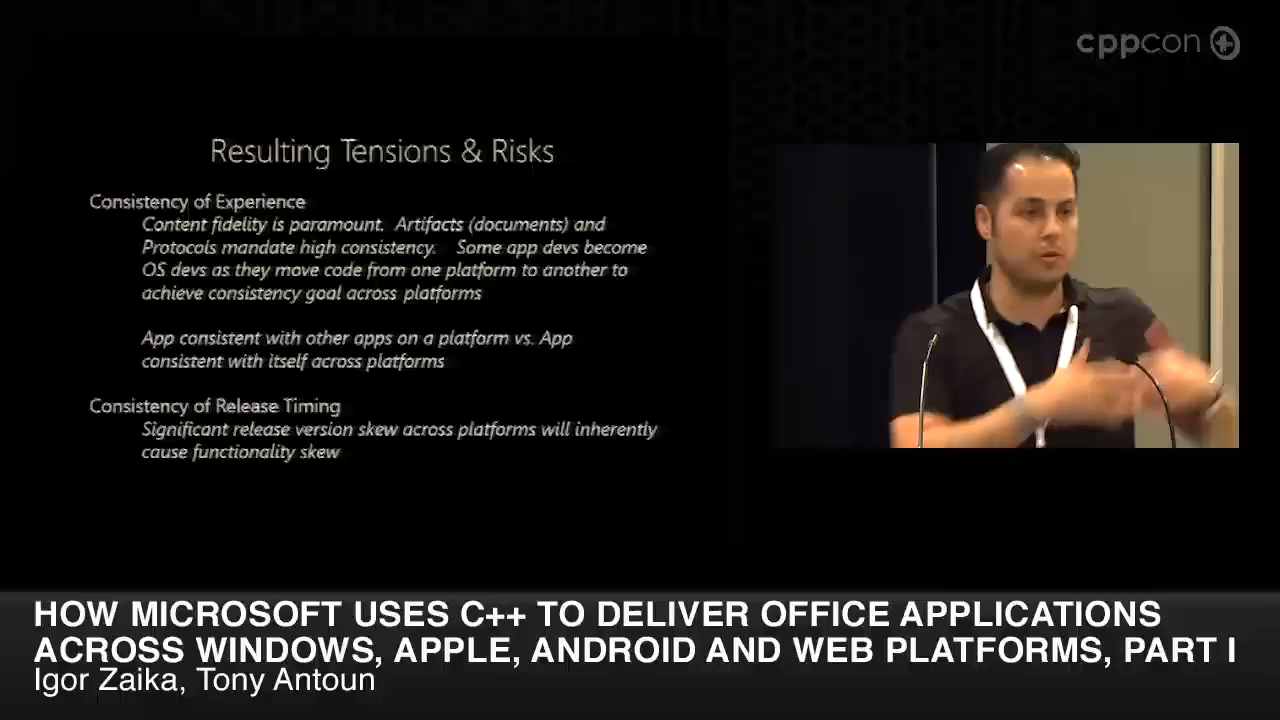 cppcon
Resulting Tensions & Risks
Consistency of Experience
Content fidelity is paramount. Artifacts (documents) and
Protocols mandate high consistency. Some app devs become
OS devs as they move code from one platform to another to
achieve consistency goal across platforms
App consistent with other apps on a platform vs. App
consistent with itself across platforms
Consistency of Release Timing
Significant release version skew across platforms will inherently
cause functionality skew
HOW MICROSOFT USES C++ TO DELIVER OFFICE APPLICATIONS
ACROSS WINDOWS, APPLE, ANDROID AND WEB PLATFORMS, PART I
Igor Zaika, Tony Antoun